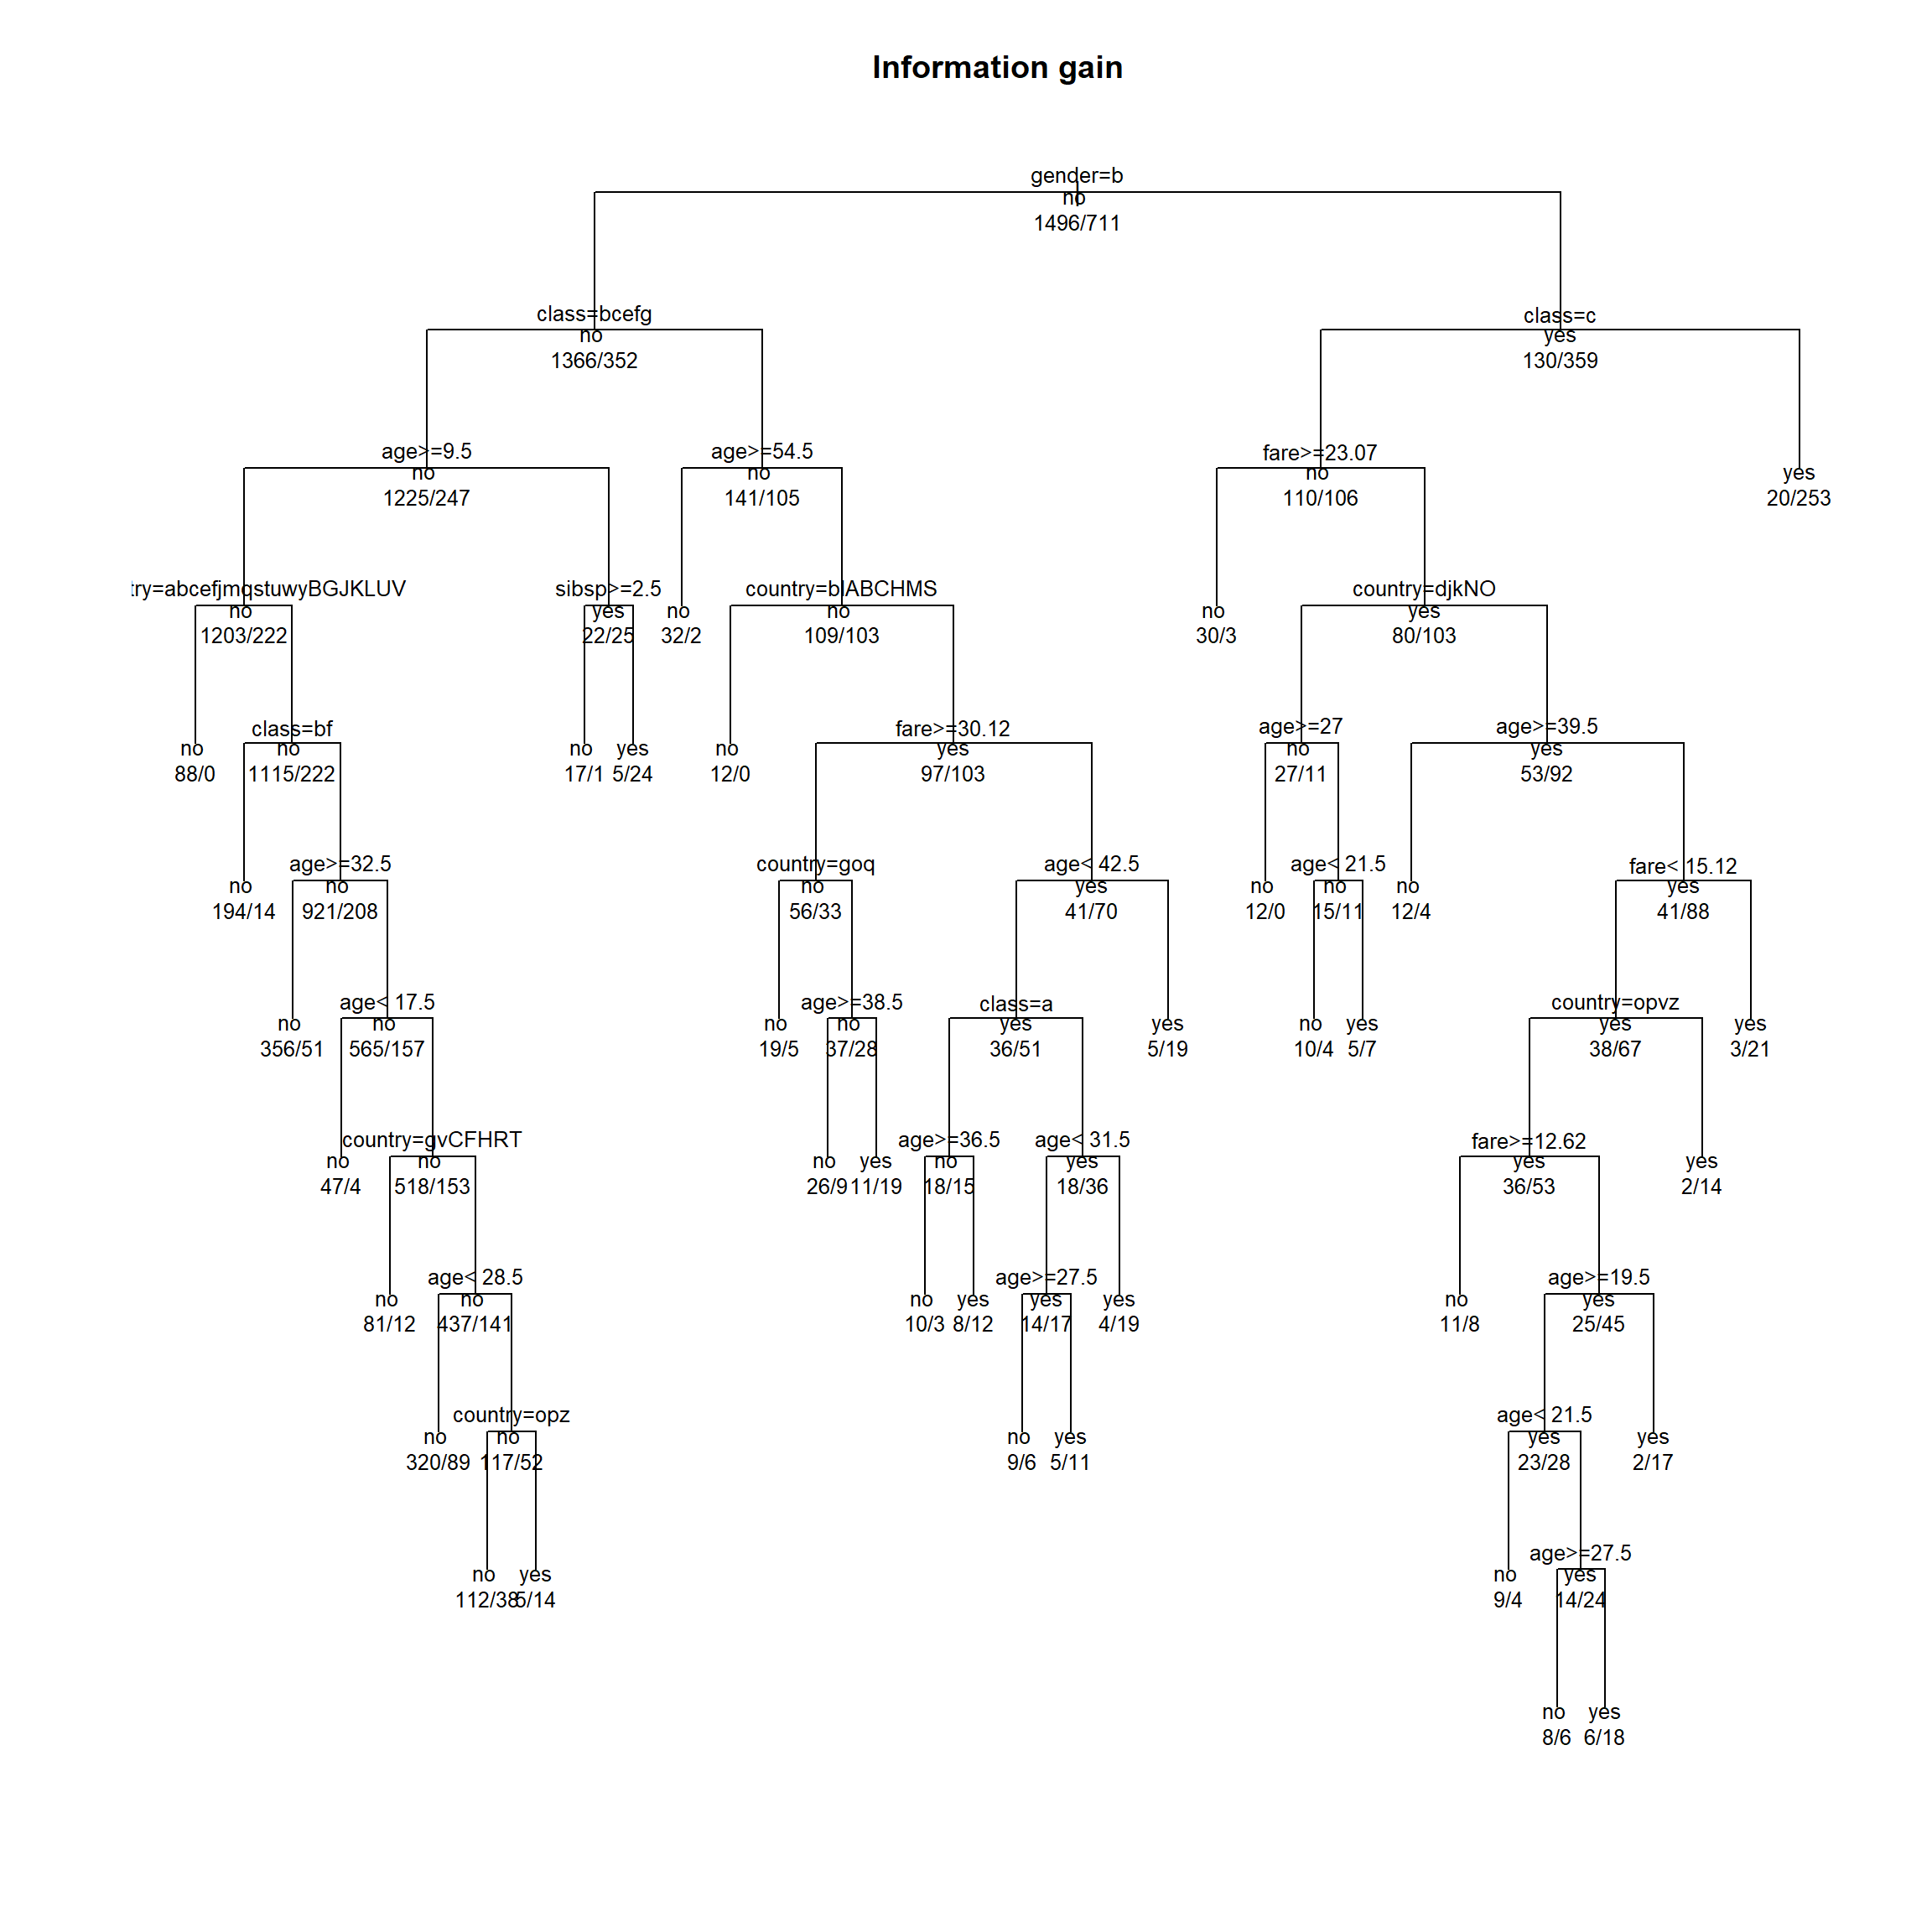 Information gain
gender=b
no
1496/711
class=bcefg
no
1366/352
class=c
yes
130/359
age>=9.5
no
1225/247
age>=54.5
no
141/105
fare>=23.07
no
110/106
yes
20/253
try=abcefjmqstuwyBGJKLUV
no
1203/222
sibsp>=2.5
yes
22/25
no
32/2
country=blABCHMS
no
109/103
no
30/3
country=djkNO
yes
80/103
no
88/0
class=bf
no
1115/222
no
17/1
yes
5/24
no
12/0
fare>=30.12
yes
97/103
age>=27
no
27/11
age>=39.5
yes
53/92
no
194/14
age>=32.5
no
921/208
country=goq
no
56/33
age< 42.5
yes
41/70
no
12/0
age< 21.5
no
15/11
no
12/4
fare< 15.12
yes
41/88
no
356/51
age< 17.5
no
565/157
no
19/5
age>=38.5
no
37/28
class=a
yes
36/51
yes
5/19
no
10/4
yes
5/7
country=opvz
yes
38/67
yes
3/21
no
47/4
country=gvCFHRT
no
518/153
no
26/9
yes
11/19
age>=36.5
no
18/15
age< 31.5
yes
18/36
fare>=12.62
yes
36/53
yes
2/14
no
81/12
age< 28.5
no
437/141
no
10/3
yes
8/12
age>=27.5
yes
14/17
yes
4/19
no
11/8
age>=19.5
yes
25/45
no
320/89
country=opz
no
117/52
no
9/6
yes
5/11
age< 21.5
yes
23/28
yes
2/17
no
112/38
yes
5/14
no
9/4
age>=27.5
yes
14/24
no
8/6
yes
6/18